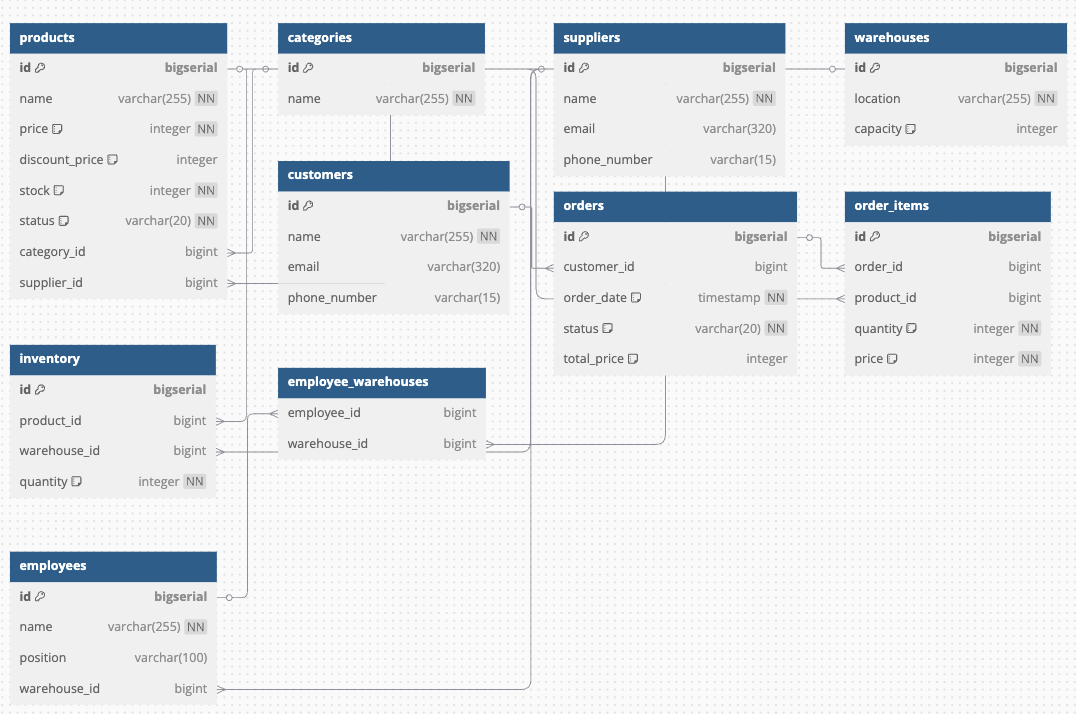 products
id bigserial
name varchar(255) NN
price integer NN
discount_price integer
stock integer NN
status varchar(20) NN
category_id bigint
supplier_id bigint
categories
id bigserial
name varchar(255) NN
suppliers
id bigserial
name varchar(255) NN
email varchar(320)
phone_number varchar(15)
warehouses
id bigserial
location varchar(255) NN
capacity integer
customers
id bigserial
name varchar(255) NN
email varchar(320)
phone_number varchar(15)
orders
id bigserial
customer_id bigint
order_date timestamp NN
status varchar(20) NN
total_price integer
order_items
id bigserial
order_id bigint
product_id bigint
quantity integer NN
price integer NN
inventory
id bigserial
product_id bigint
warehouse_id bigint
quantity integer NN
employee_warehouses
employee_id bigint
warehouse_id bigint
employees
id bigserial
name varchar(255) NN
position varchar(100)
warehouse_id bigint